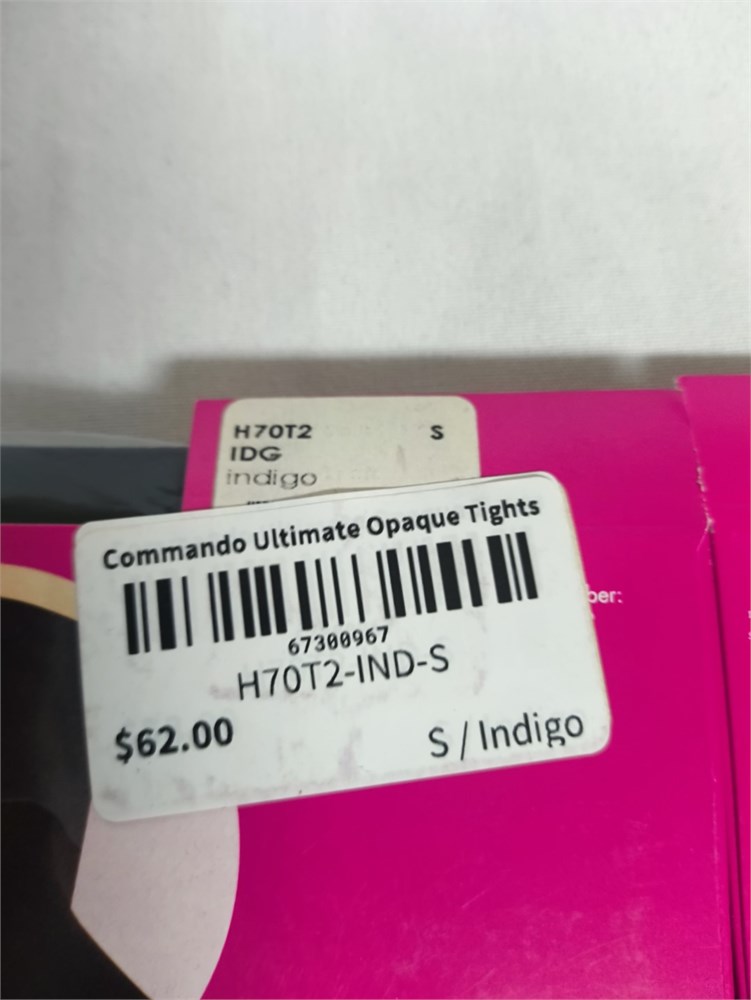 H70T2 S
IDG
indigo
Commando Ultimate Opaque Tights
67300967
H70T2-IND-S
$62.00 S / Indigo
ber: